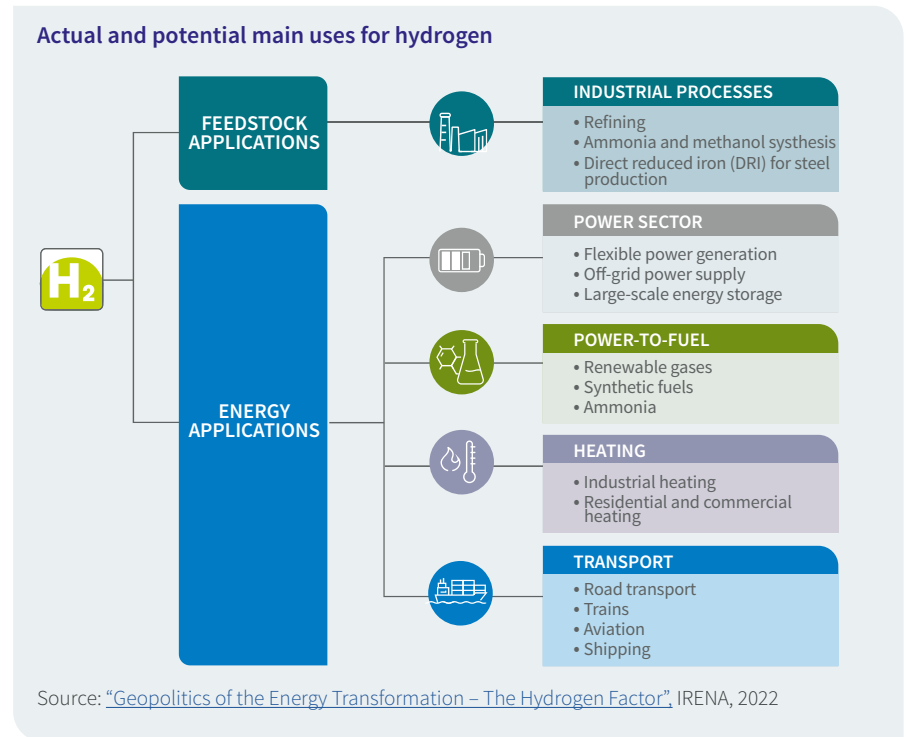 Actual and potential main uses for hydrogen
H2
FEEDSTOCK
APPLICATIONS
INDUSTRIAL PROCESSES
• Refining
• Ammonia and methanol systhesis
• Direct reduced iron (DRI) for steel
production
ENERGY
APPLICATIONS
POWER SECTOR
• Flexible power generation
• Off-grid power supply
• Large-scale energy storage
POWER-TO-FUEL
• Renewable gases
• Synthetic fuels
• Ammonia
HEATING
• Industrial heating
• Residential and commercial
heating
TRANSPORT
• Road transport
• Trains
• Aviation
• Shipping
Source: “Geopolitics of the Energy Transformation – The Hydrogen Factor”, IRENA, 2022